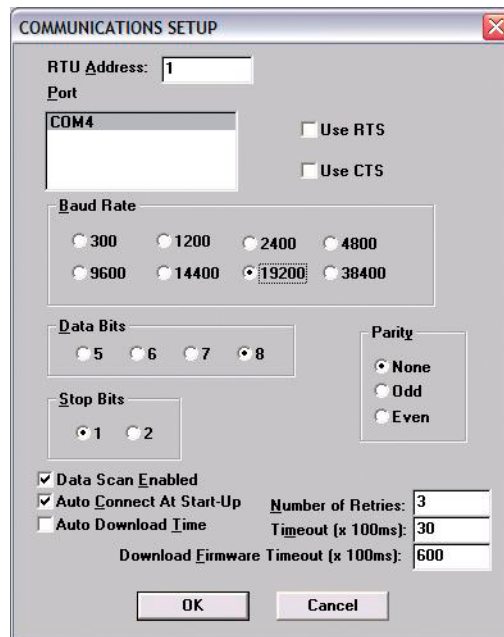 COMMUNICATIONS SETUP
RTU Address: 1
Port
COM4
Use RTS
Use CTS
Baud Rate
300 1200 2400 4800
9600 14400 19200 38400
Data Bits
5 6 7 8
Parity
None
Odd
Even
Stop Bits
1 2
Data Scan Enabled
Auto Connect At Start-Up
Auto Download Time
Number of Retries: 3
Timeout (x 100ms): 30
Download Firmware Timeout (x 100ms): 600
OK Cancel